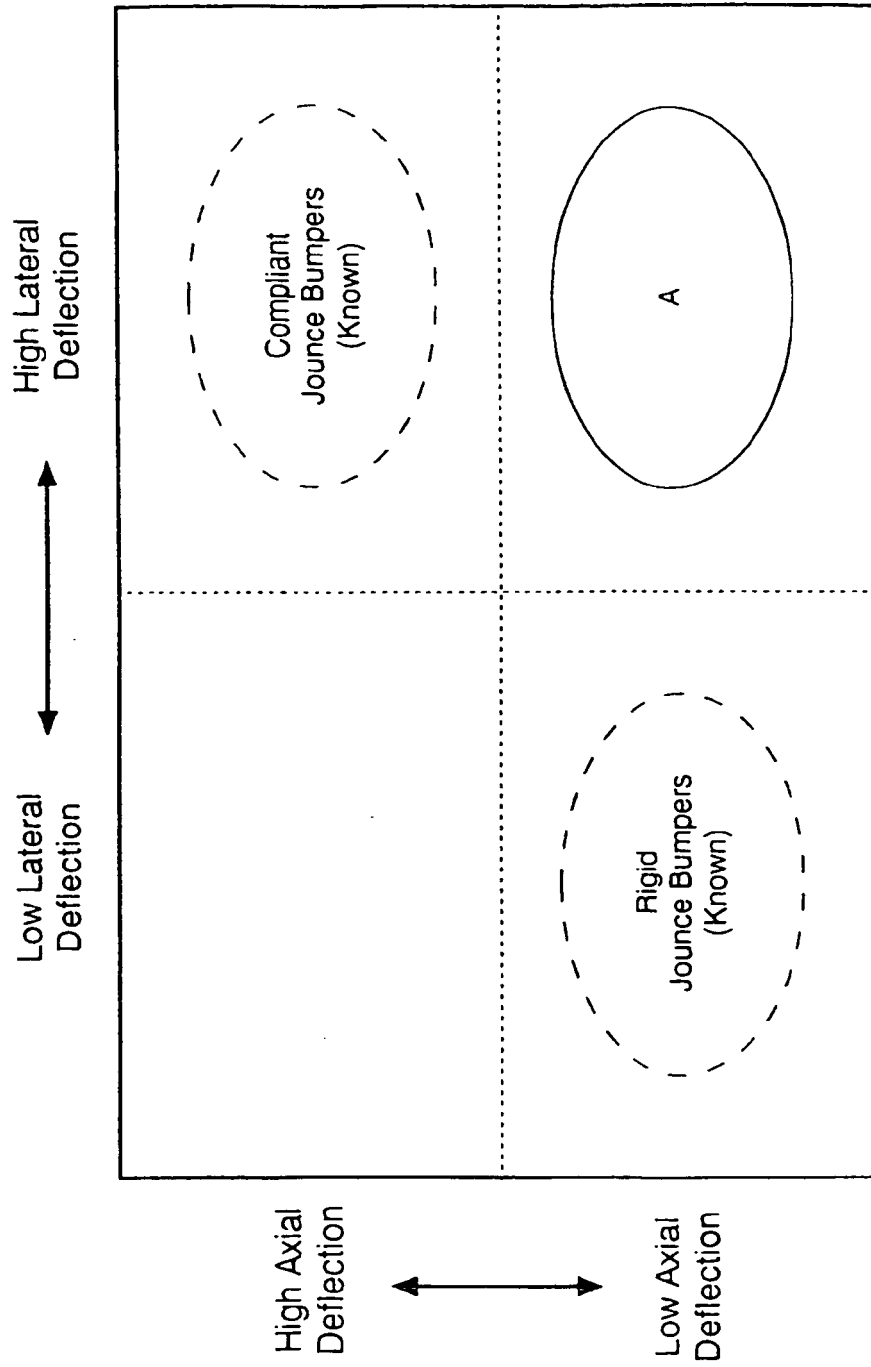 Low Lateral
Deflection
High Lateral
Deflection
High Axial
Deflection
Compliant
Jounce Bumpers
(Known)
Low Axial
Deflection
Rigid
Jounce Bumpers
(Known)
A